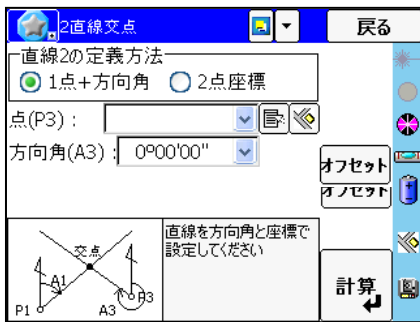 2直線交点
戻る
直線2の定義方法
1点+方向角
2点座標
点(P3):
方向角(A3):
0°00'00"
オフセット
オフセット
交点
A1
P1
A3
P3
直線を方向角と座標で
設定してください
計算